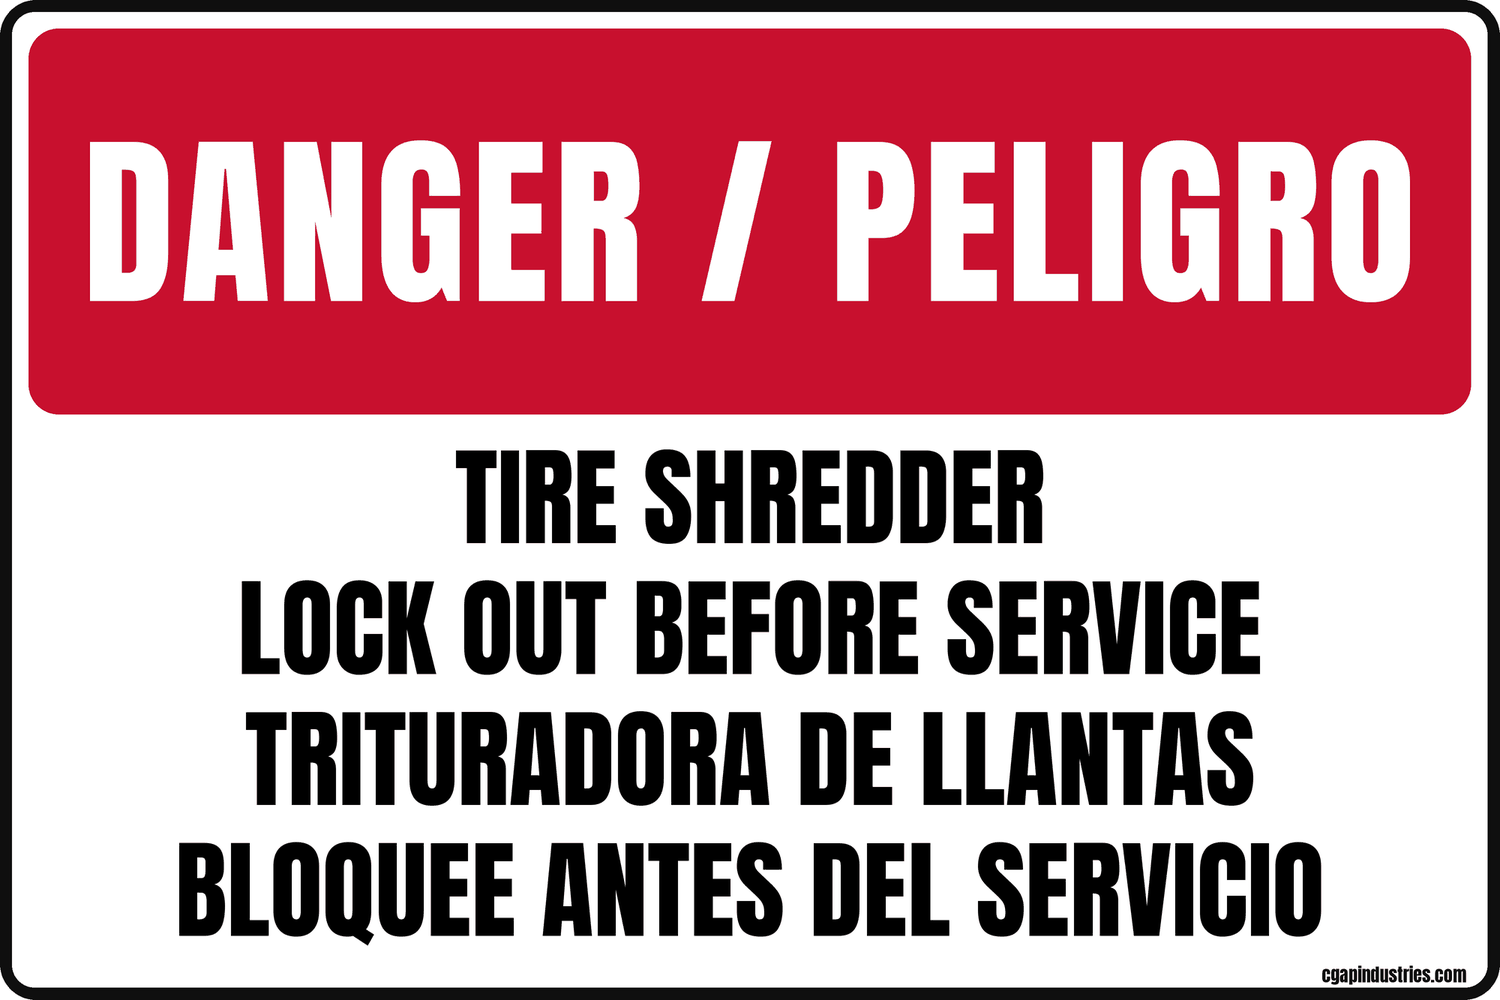 DANGER / PELIGRO
TIRE SHREDDER
LOCK OUT BEFORE SERVICE
TRITURADORA DE LLANTAS
BLOQUEE ANTES DEL SERVICIO
cgapindustries.com